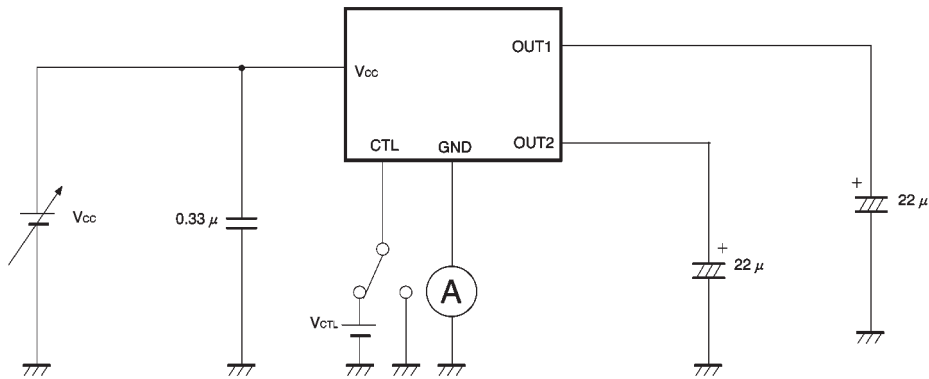 OUT1
Vcc
CTL
GND
OUT2
+
22 μ
Vcc
0.33 μ
+
22 μ
A
VCTL